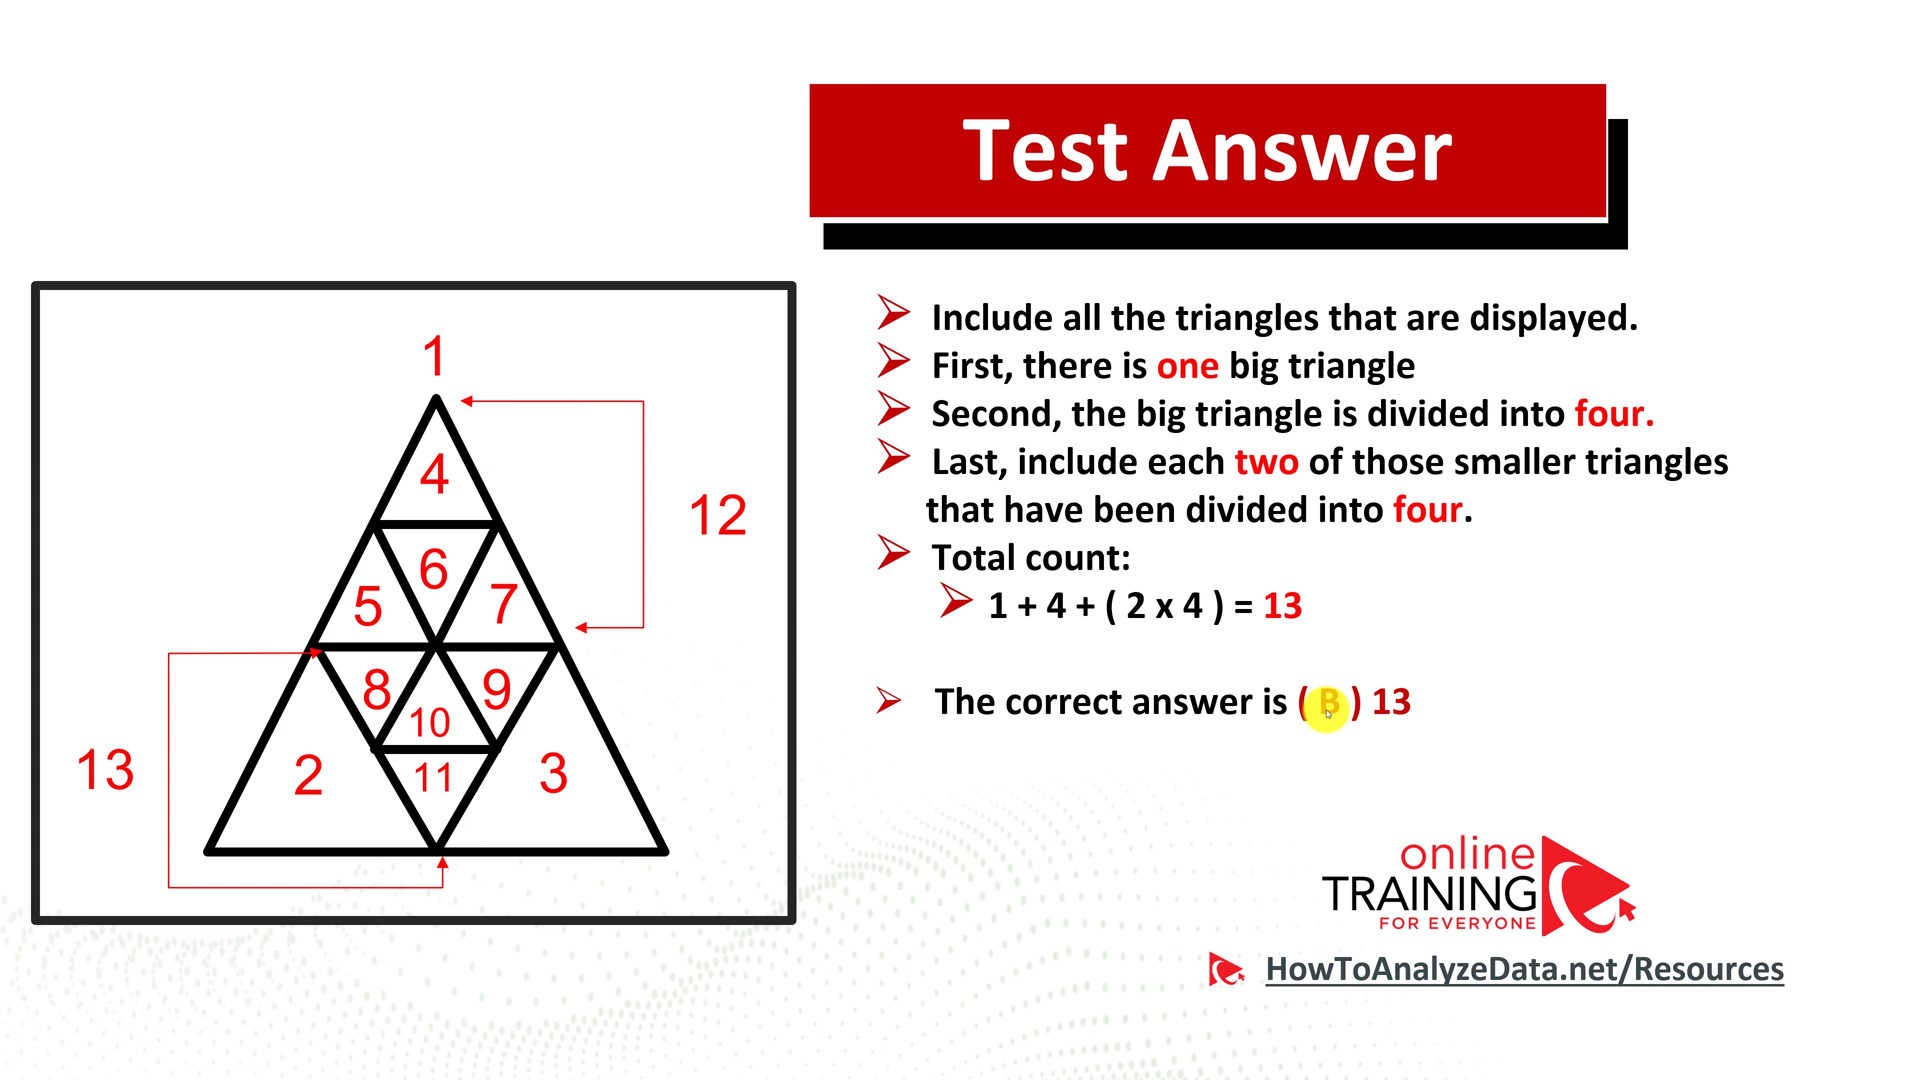 Test Answer
1
4
12
6
5
7
8
9
10
13
2
11
3
Include all the triangles that are displayed.
First, there is one big triangle
Second, the big triangle is divided into four.
Last, include each two of those smaller triangles
that have been divided into four.
Total count:
1 + 4 + ( 2 x 4 ) = 13
The correct answer is ( B ) 13
online
TRAINING
FOR EVERYONE
HowToAnalyzeData.net/Resources